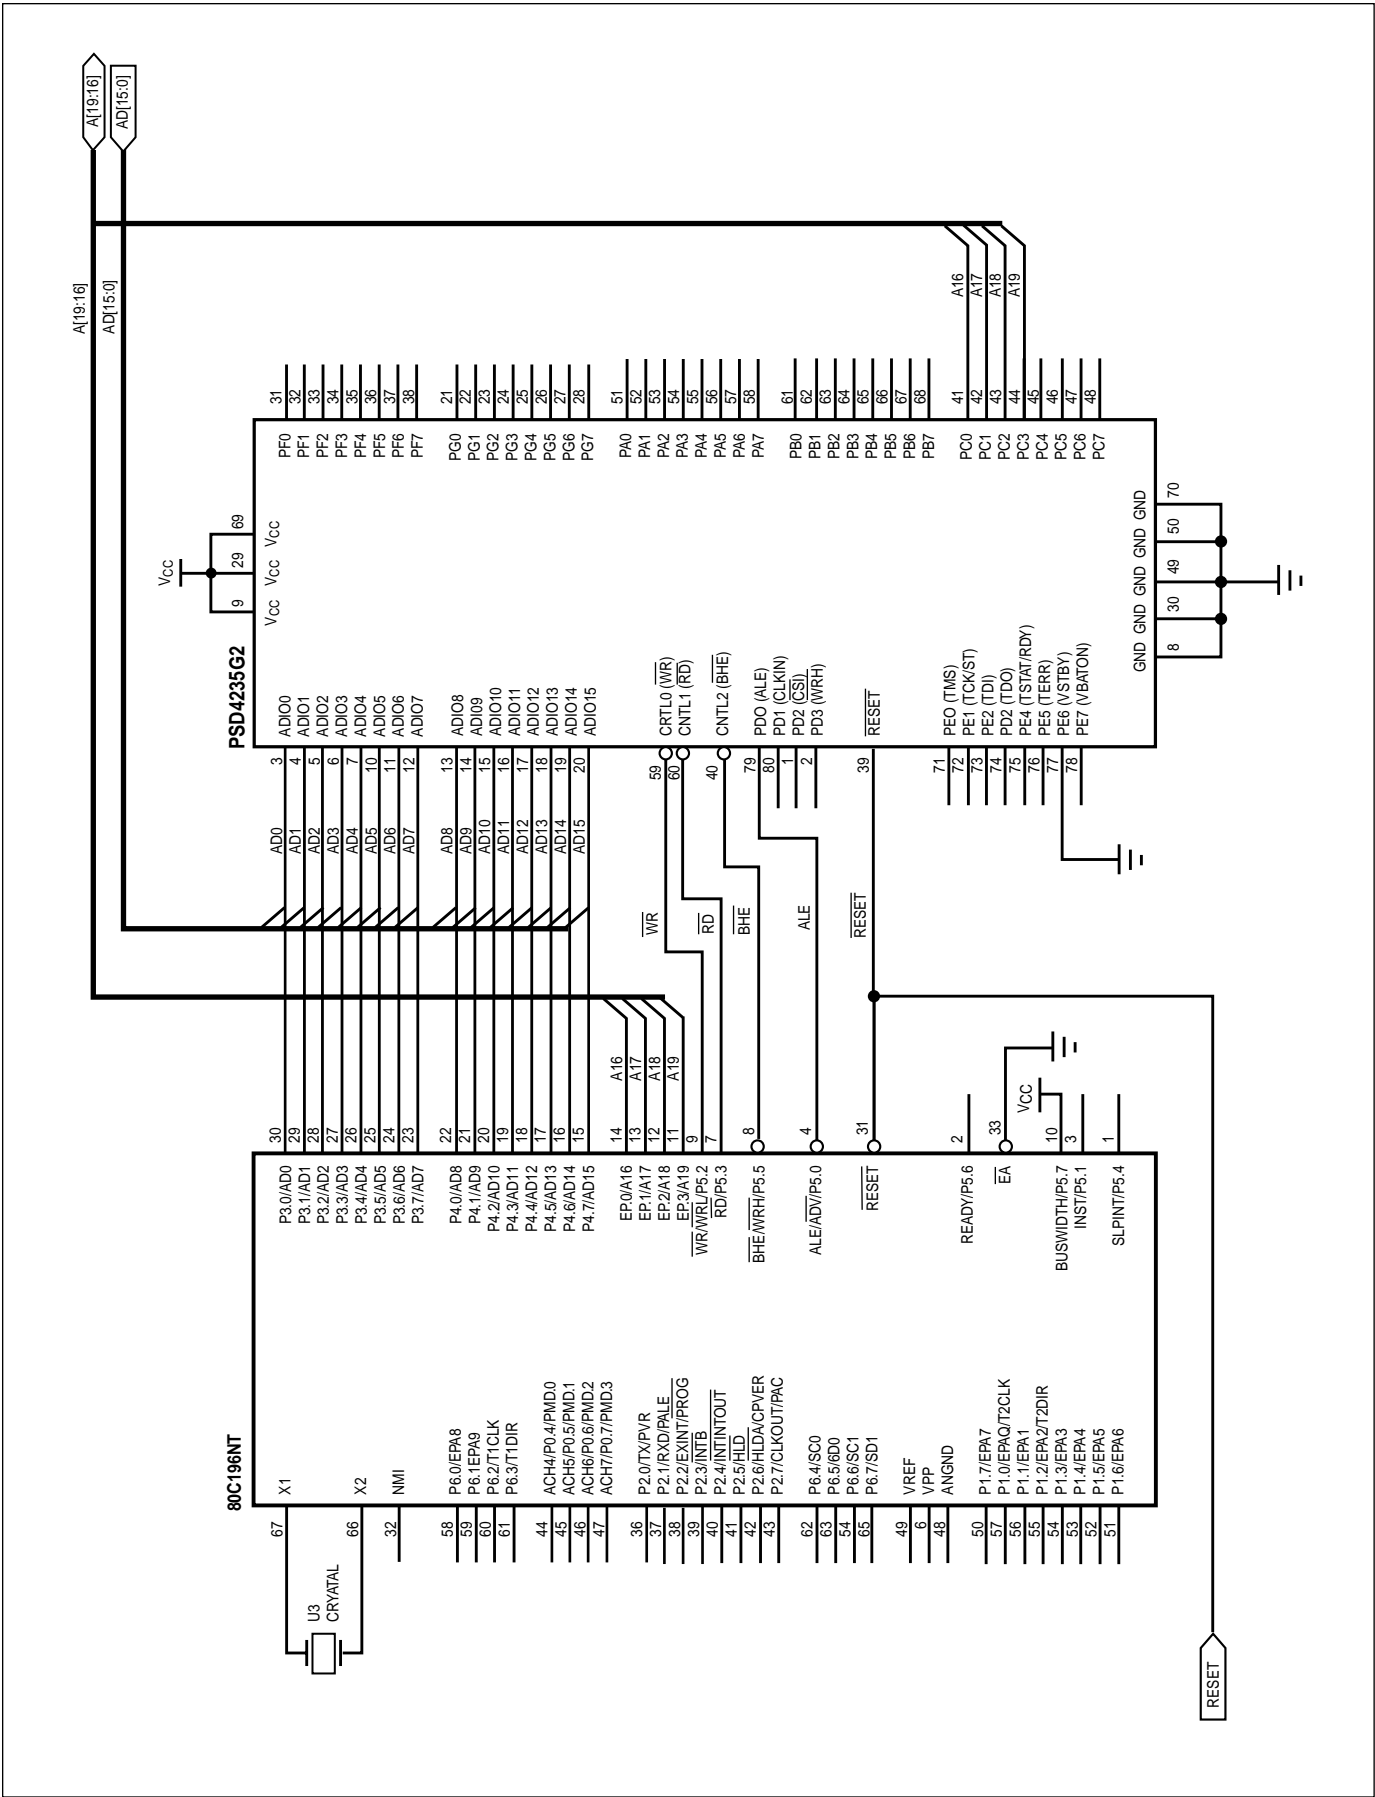 80C196NT
PSD4235G2
A[19:16]
AD[15:0]
A[19:16]
AD[15:0]
U3
CRYATAL
67 X1
66 X2
32 NMI
58 P6.0/EPA8
59 P6.1EPA9
60 P6.2/T1CLK
61 P6.3/T1DIR
44 ACH4/P0.4/PMD.0
45 ACH5/P0.5/PMD.1
46 ACH6/P0.6/PMD.2
47 ACH7/P0.7/PMD.3
36 P2.0/TX/PVR
37 P2.1/RXD/PALE
38 P2.2/EXINT/PROG
39 P2.3/INTB
40 P2.4/INTINTOUT
41 P2.5/HLD
42 P2.6/HLDA/CPVER
43 P2.7/CLKOUT/PAC
62 P6.4/SC0
63 P6.5/6D0
54 P6.6/SC1
65 P6.7/SD1
49 VREF
6 VPP
48 ANGND
50 P1.7/EPA7
57 P1.0/EPAQ/T2CLK
56 P1.1/EPA1
55 P1.2/EPA2/T2DIR
54 P1.3/EPA3
53 P1.4/EPA4
52 P1.5/EPA5
51 P1.6/EPA6
P3.0/AD0 30
P3.1/AD1 29
P3.2/AD2 28
P3.3/AD3 27
P3.4/AD4 26
P3.5/AD5 25
P3.6/AD6 24
P3.7/AD7 23
P4.0/AD8 22
P4.1/AD9 21
P4.2/AD10 20
P4.3/AD11 19
P4.4/AD12 18
P4.5/AD13 17
P4.6/AD14 16
P4.7/AD15 15
EP.0/A16 14
EP.1/A17 13
EP.2/A18 12
EP.3/A19 11
WR/WRL/P5.2 9
RD/P5.3 7
BHE/WRH/P5.5 8
ALE/ADV/P5.0 4
RESET 31
READY/P5.6 2
EA 33
BUSWIDTH/P5.7 10
INST/P5.1 3
SLPINT/P5.4 1
VCC
A16
A17
A18
A19
WR
RD
BHE
ALE
RESET
AD0 3 ADIO0
AD1 4 ADIO1
AD2 5 ADIO2
AD3 6 ADIO3
AD4 7 ADIO4
AD5 10 ADIO5
AD6 11 ADIO6
AD7 12 ADIO7
AD8 13 ADIO8
AD9 14 ADIO9
AD10 15 ADIO10
AD11 16 ADIO11
AD12 17 ADIO12
AD13 18 ADIO13
AD14 19 ADIO14
AD15 20 ADIO15
59 CRTL0 (WR)
60 CNTL1 (RD)
40 CNTL2 (BHE)
79 PDO (ALE)
80 PD1 (CLKIN)
1 PD2 (CSI)
2 PD3 (WRH)
39 RESET
71 PEO (TMS)
72 PE1 (TCK/ST)
73 PE2 (TDI)
74 PD2 (TDO)
75 PE4 (TSTAT/RDY)
76 PE5 (TERR)
77 PE6 (VSTBY)
78 PE7 (VBATON)
VCC
9 29 69
VCC VCC VCC
PF0 31
PF1 32
PF2 33
PF3 34
PF4 35
PF5 36
PF6 37
PF7 38
PG0 21
PG1 22
PG2 23
PG3 24
PG4 25
PG5 26
PG6 27
PG7 28
PA0 51
PA1 52
PA2 53
PA3 54
PA4 55
PA5 56
PA6 57
PA7 58
PB0 61
PB1 62
PB2 63
PB3 64
PB4 65
PB5 66
PB6 67
PB7 68
PC0 41 A16
PC1 42 A17
PC2 43 A18
PC3 44 A19
PC4 45
PC5 46
PC6 47
PC7 48
GND GND GND GND GND
8 30 49 50 70
RESET